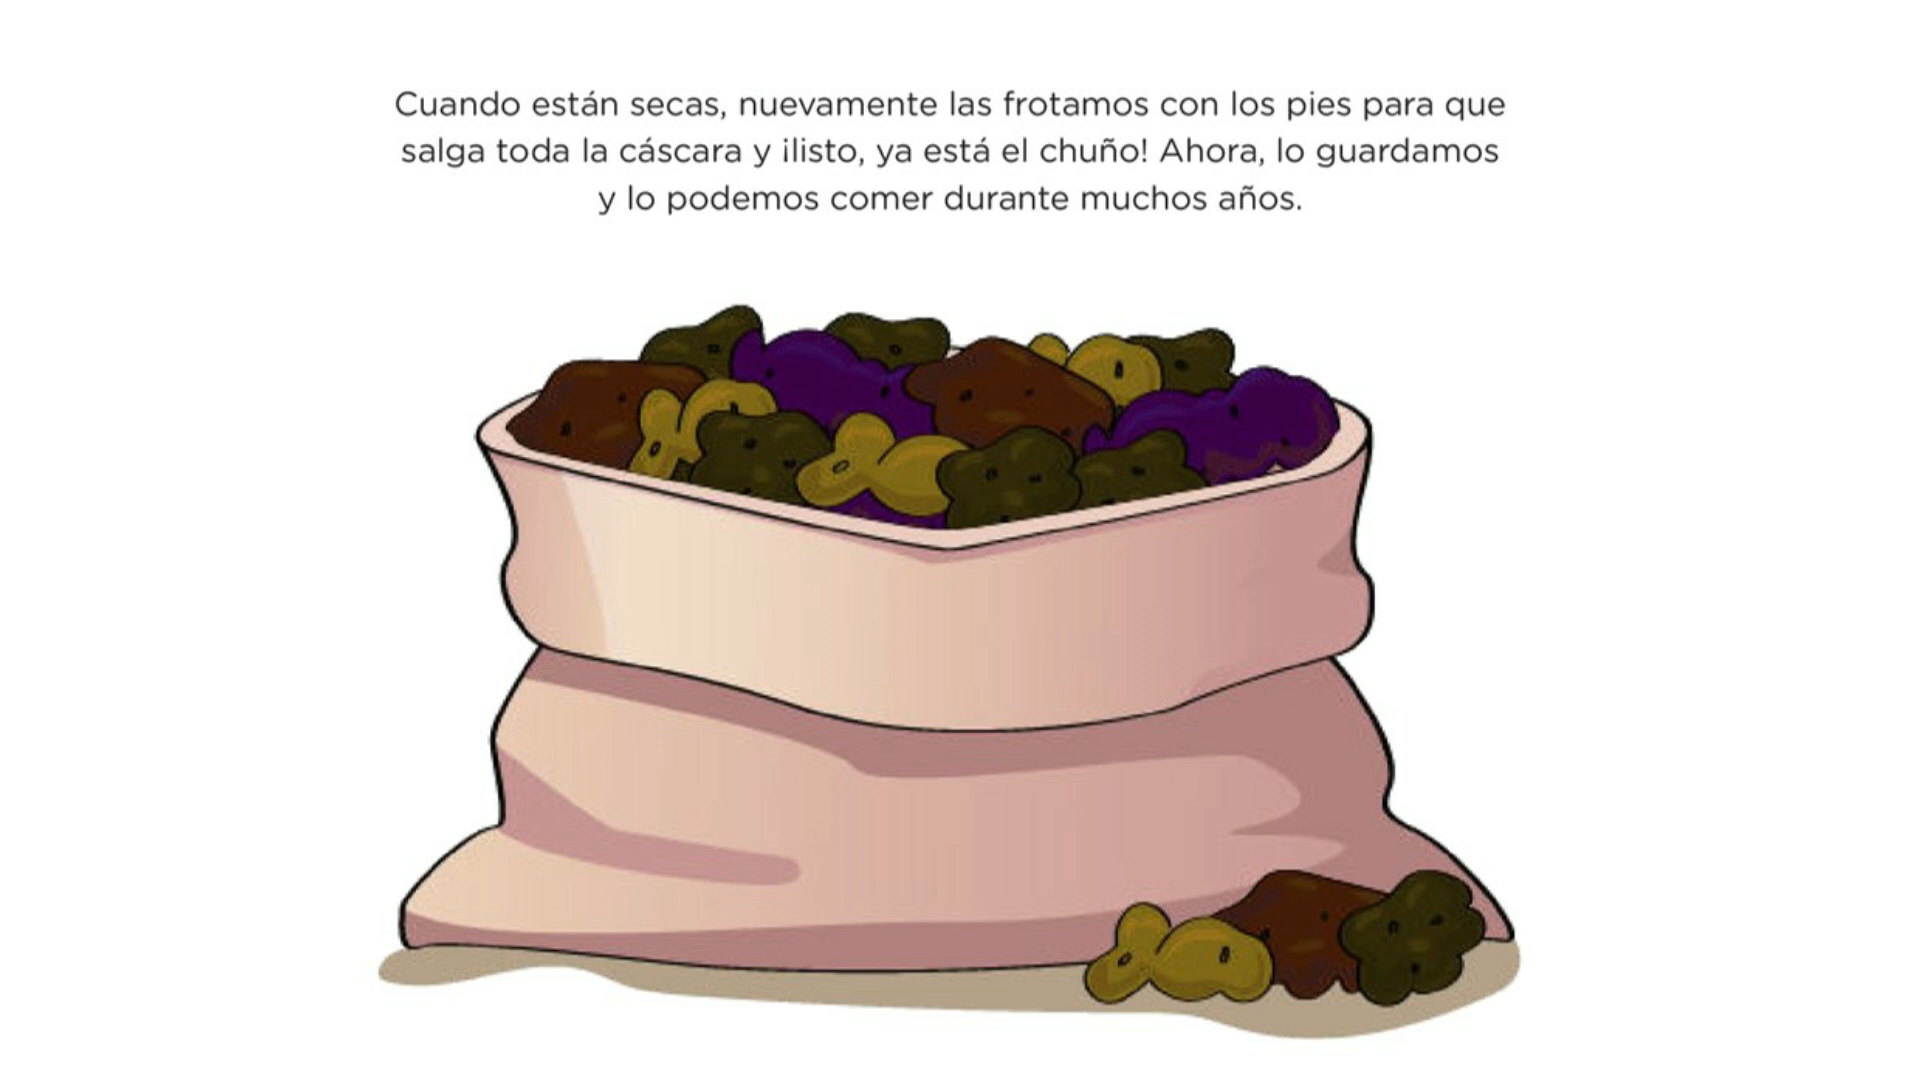 Cuando están secas, nuevamente las frotamos con los pies para que
salga toda la cáscara y ¡listo, ya está el chuño! Ahora, lo guardamos
y lo podemos comer durante muchos años.